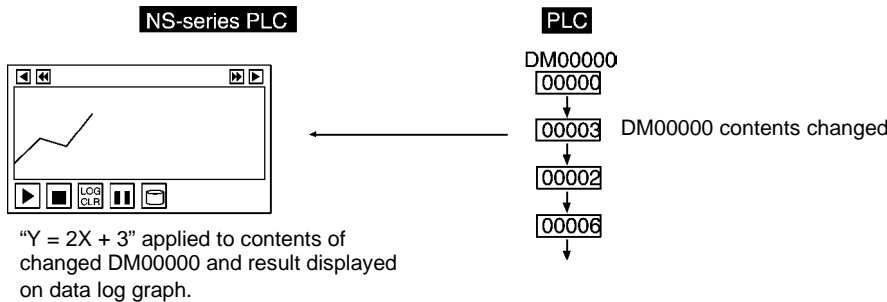 NS-series PLC
PLC
DM00000
00000
00003
DM00000 contents changed
00002
00006
LOG
CLR
“Y = 2X + 3” applied to contents of
changed DM00000 and result displayed
on data log graph.